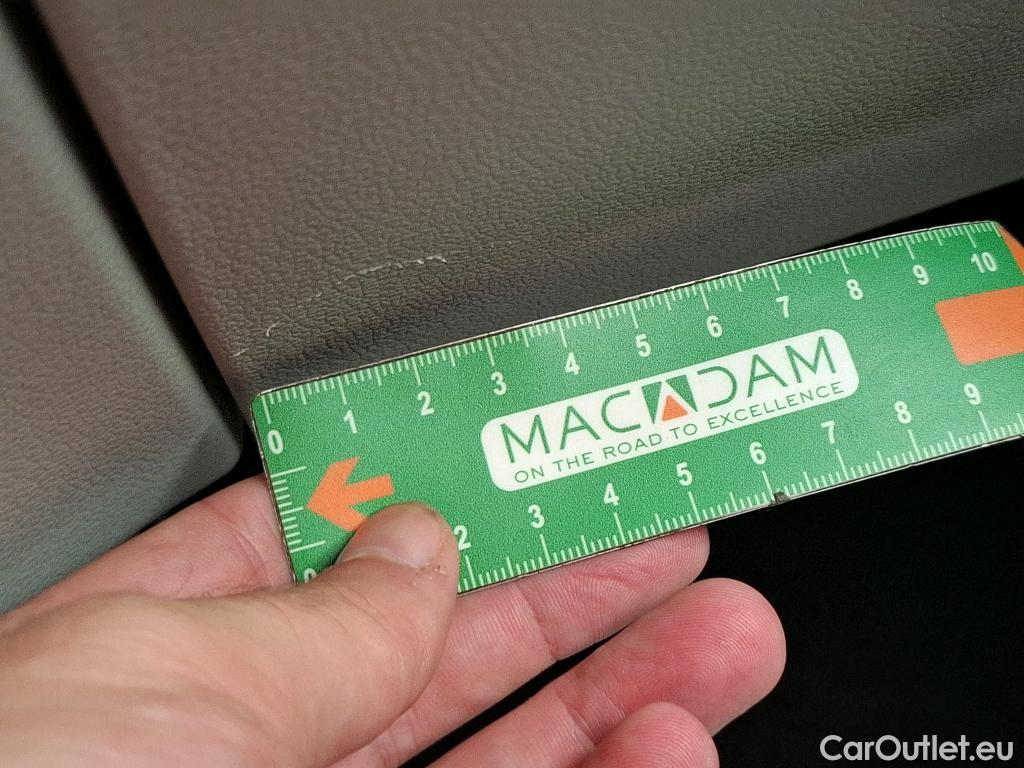 0 1 2 3 4 5 6 7 8 9 10
MACADAM
ON THE ROAD TO EXCELLENCE
2 3 4 5 6 7 8 9
CarOutlet.eu